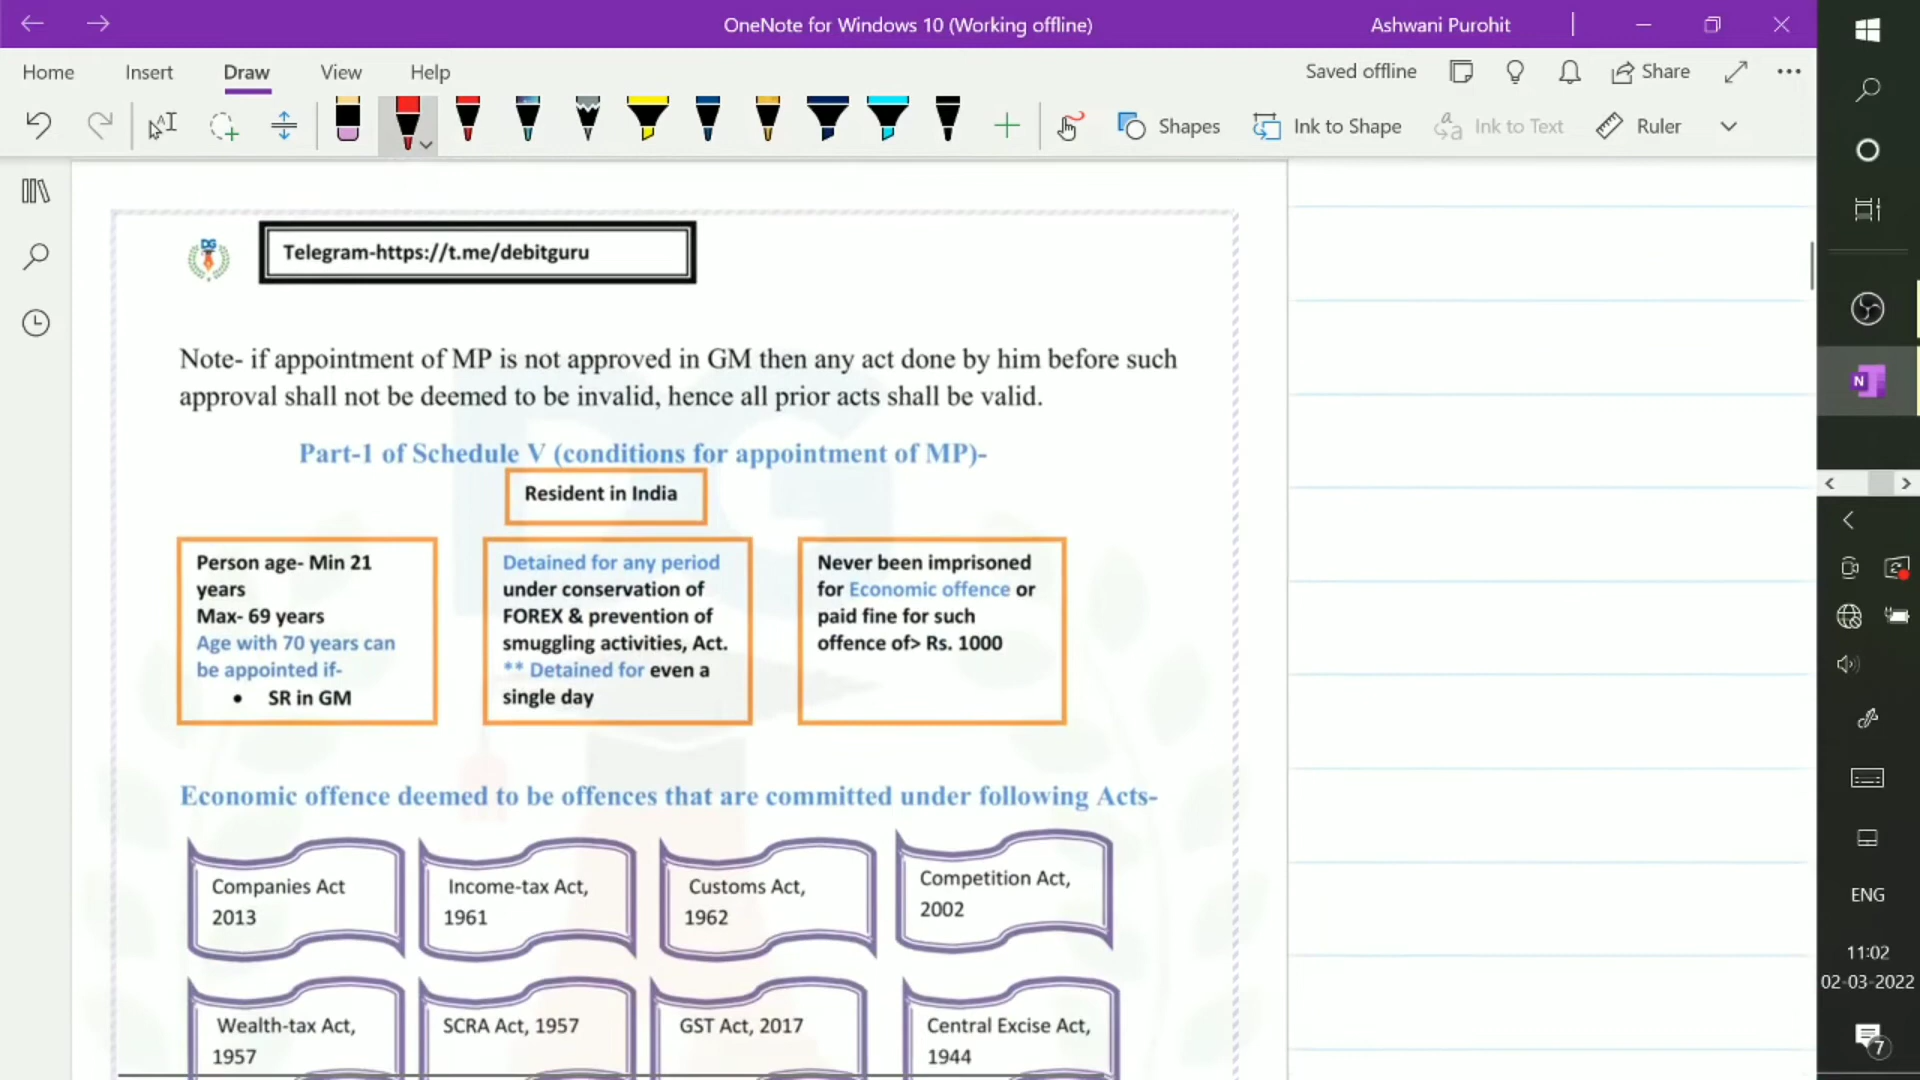 OneNote for Windows 10 (Working offline)
Ashwani Purohit
Home
Insert
Draw
View
Help
Saved offline
Share
Shapes
Ink to Shape
Ink to Text
Ruler
DG
Telegram-https://t.me/debitguru
Note- if appointment of MP is not approved in GM then any act done by him before such
approval shall not be deemed to be invalid, hence all prior acts shall be valid.
Part-1 of Schedule V (conditions for appointment of MP)-
Resident in India
Person age- Min 21
years
Max- 69 years
Age with 70 years can
be appointed if-
• SR in GM
Detained for any period
under conservation of
FOREX & prevention of
smuggling activities, Act.
** Detained for even a
single day
Never been imprisoned
for Economic offence or
paid fine for such
offence of> Rs. 1000
Economic offence deemed to be offences that are committed under following Acts-
Companies Act
2013
Income-tax Act,
1961
Customs Act,
1962
Competition Act,
2002
Wealth-tax Act,
1957
SCRA Act, 1957
GST Act, 2017
Central Excise Act,
1944
N
ENG
11:02
02-03-2022
7